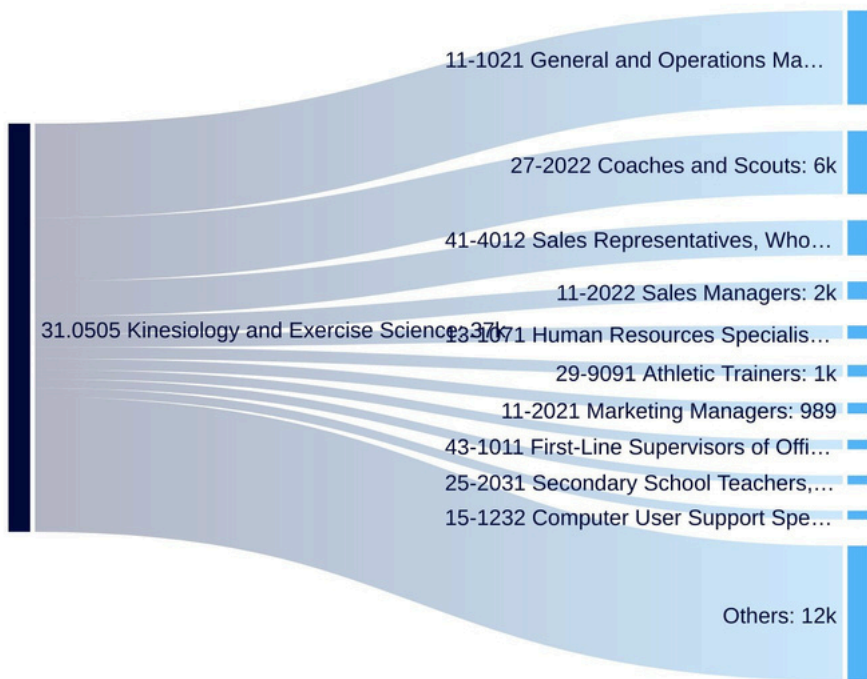 11-1021 General and Operations Ma…
27-2022 Coaches and Scouts: 6k
41-4012 Sales Representatives, Who…
11-2022 Sales Managers: 2k
31.0505 Kinesiology and Exercise Science: 37k
13-1071 Human Resources Specialis…
29-9091 Athletic Trainers: 1k
11-2021 Marketing Managers: 989
43-1011 First-Line Supervisors of Offi…
25-2031 Secondary School Teachers,…
15-1232 Computer User Support Spe…
Others: 12k